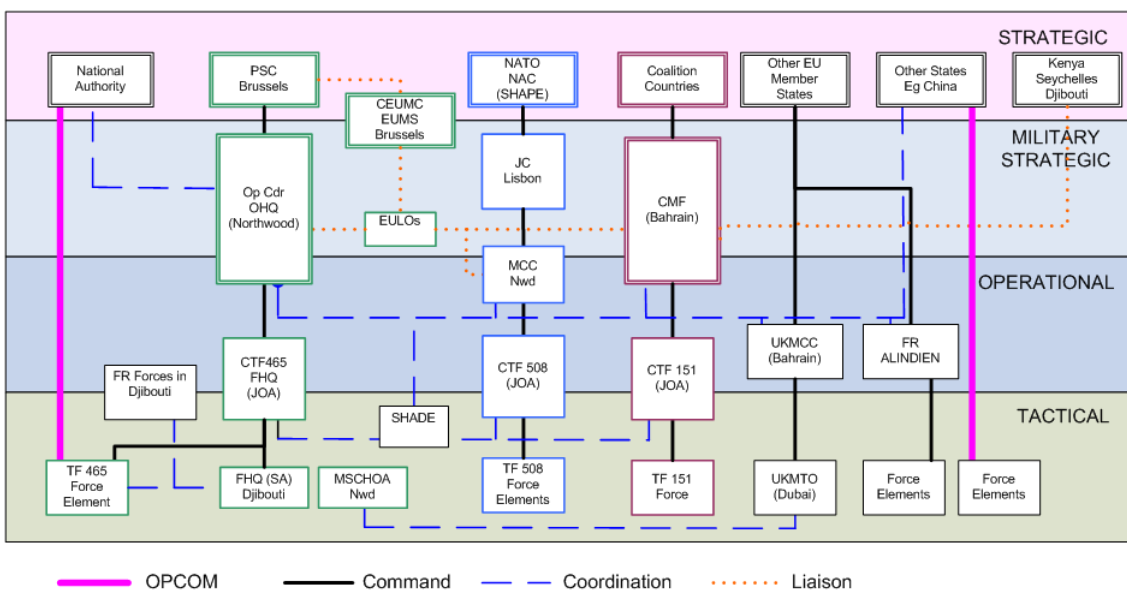 STRATEGIC
National
Authority
PSC
Brussels
NATO
NAC
(SHAPE)
Coalition
Countries
Other EU
Member
States
Other States
Eg China
Kenya
Seychelles
Djibouti
CEUMC
EUMS
Brussels
MILITARY
STRATEGIC
Op Cdr
OHQ
(Northwood)
JC
Lisbon
CMF
(Bahrain)
EULOs
MCC
Nwd
OPERATIONAL
CTF465
FHQ
(JOA)
CTF 508
(JOA)
CTF 151
(JOA)
UKMCC
(Bahrain)
FR
ALINDIEN
FR Forces in
Djibouti
SHADE
TACTICAL
TF 465
Force
Element
FHQ (SA)
Djibouti
MSCHOA
Nwd
TF 508
Force
Elements
TF 151
Force
UKMTO
(Dubai)
Force
Elements
Force
Elements
OPCOM
Command
Coordination
Liaison